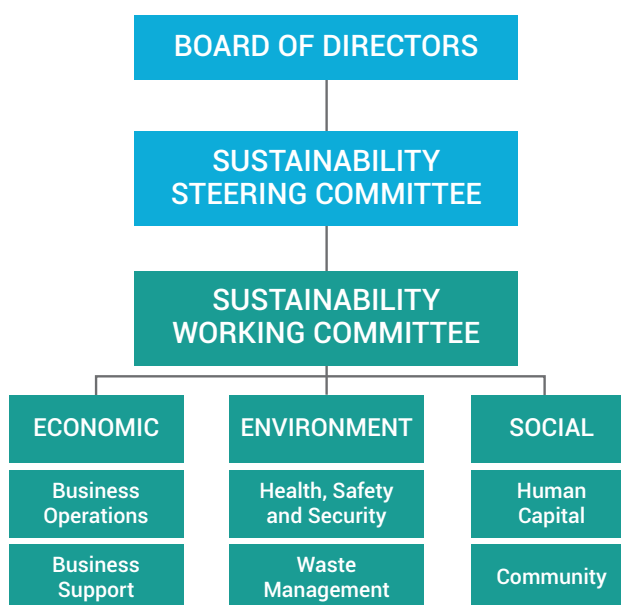 BOARD OF DIRECTORS
SUSTAINABILITY
STEERING COMMITTEE
SUSTAINABILITY
WORKING COMMITTEE
ECONOMIC
Business
Operations
Business
Support
ENVIRONMENT
Health, Safety
and Security
Waste
Management
SOCIAL
Human
Capital
Community